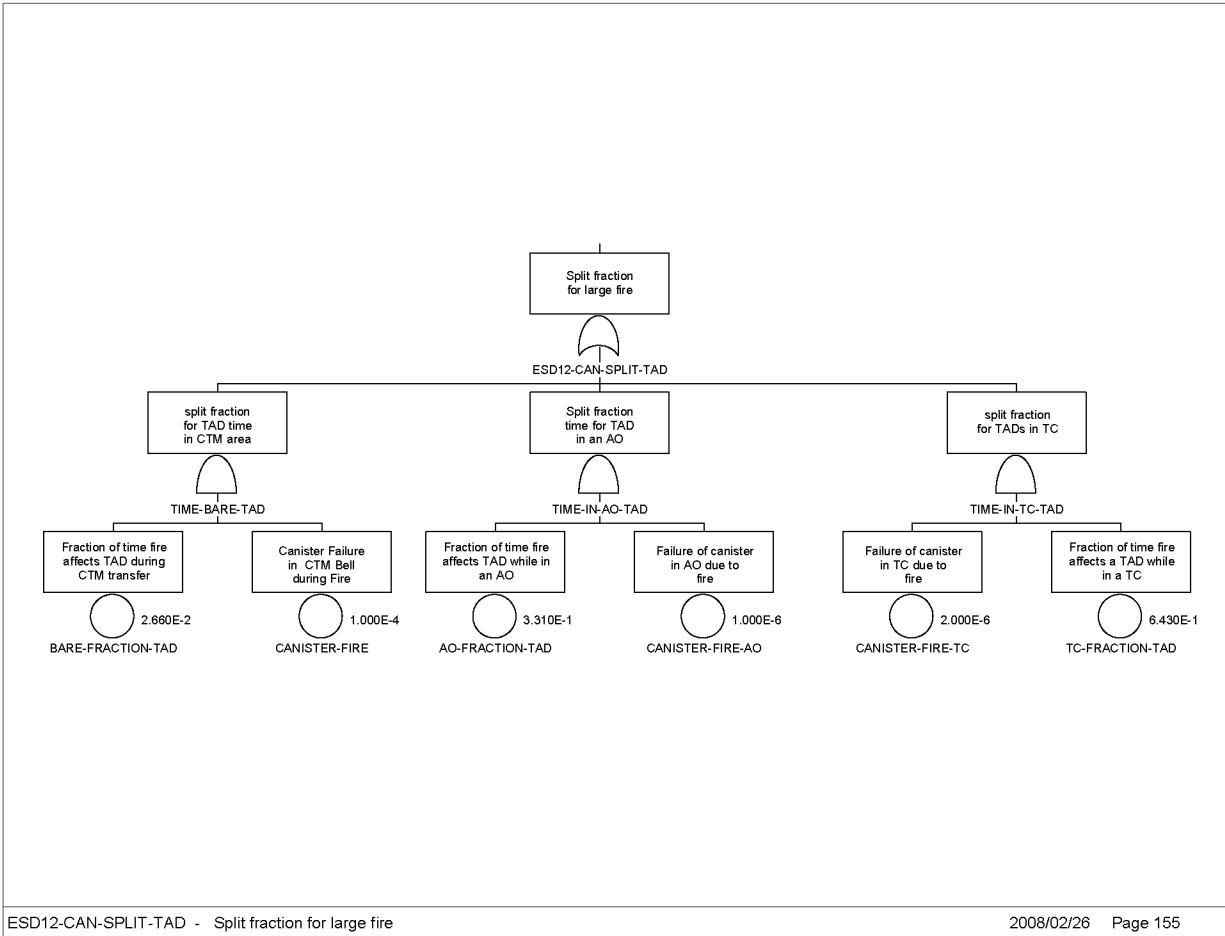 Split fraction
for large fire
ESD12-CAN-SPLIT-TAD
split fraction
for TAD time
in CTM area
TIME-BARE-TAD
Split fraction
time for TAD
in an AO
TIME-IN-AO-TAD
split fraction
for TADs in TC
TIME-IN-TC-TAD
Fraction of time fire
affects TAD during
CTM transfer
2.660E-2
BARE-FRACTION-TAD
Canister Failure
in CTM Bell
during Fire
1.000E-4
CANISTER-FIRE
Fraction of time fire
affects TAD while in
an AO
3.310E-1
AO-FRACTION-TAD
Failure of canister
in AO due to
fire
1.000E-6
CANISTER-FIRE-AO
Failure of canister
in TC due to
fire
2.000E-6
CANISTER-FIRE-TC
Fraction of time fire
affects a TAD while
in a TC
6.430E-1
TC-FRACTION-TAD
ESD12-CAN-SPLIT-TAD - Split fraction for large fire
2008/02/26 Page 155